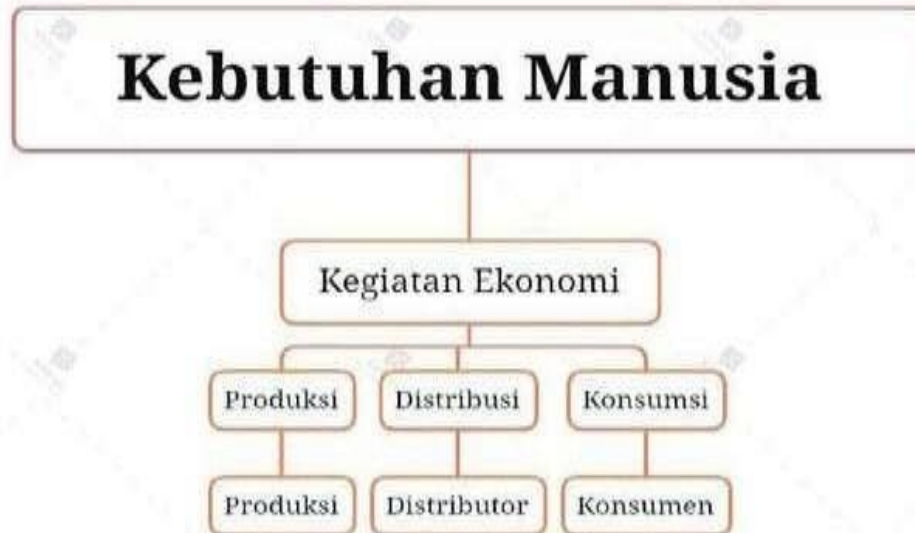 Kebutuhan Manusia
Kegiatan Ekonomi
Produksi Distribusi Konsumsi
Produksi Distributor Konsumen